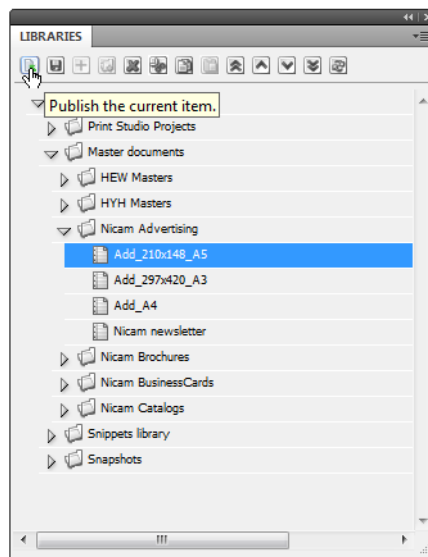 LIBRARIES
Publish the current item.
Print Studio Projects
Master documents
HEW Masters
HYH Masters
Nicam Advertising
Add_210x148_A5
Add_297x420_A3
Add_A4
Nicam newsletter
Nicam Brochures
Nicam BusinessCards
Nicam Catalogs
Snippets library
Snapshots